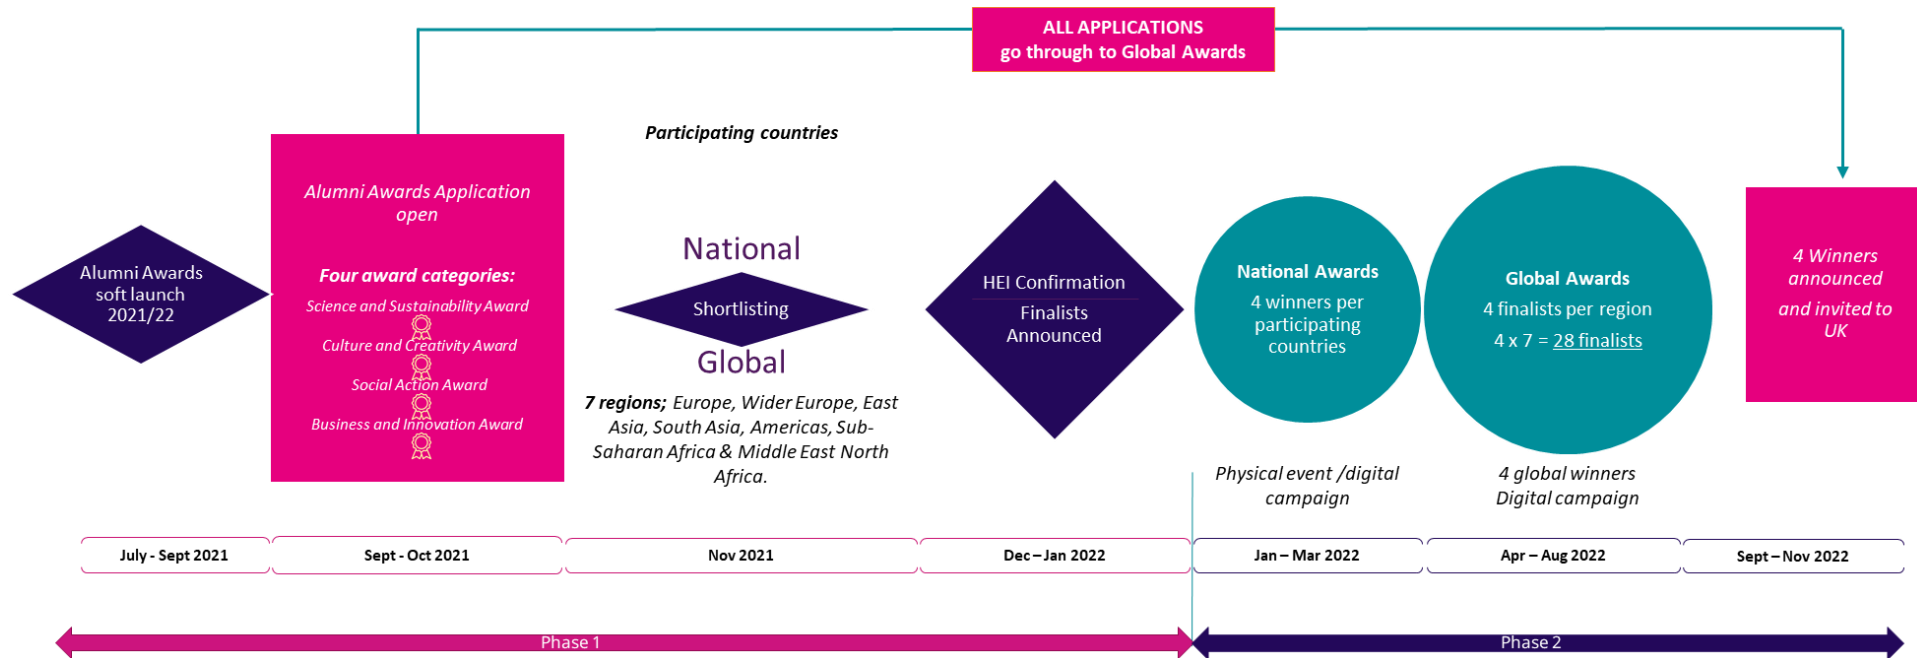 ALL APPLICATIONS
go through to Global Awards
Participating countries
Alumni Awards
soft launch
2021/22
Alumni Awards Application
open
Four award categories:
Science and Sustainability Award
Culture and Creativity Award
Social Action Award
Business and Innovation Award
National
Shortlisting
Global
7 regions; Europe, Wider Europe, East
Asia, South Asia, Americas, Sub-
Saharan Africa & Middle East North
Africa.
HEI Confirmation
Finalists
Announced
National Awards
4 winners per
participating
countries
Physical event /digital
campaign
Global Awards
4 finalists per region
4 x 7 = 28 finalists
4 global winners
Digital campaign
4 Winners
announced
and invited to
UK
July - Sept 2021
Sept - Oct 2021
Nov 2021
Dec – Jan 2022
Jan – Mar 2022
Apr – Aug 2022
Sept – Nov 2022
Phase 1
Phase 2